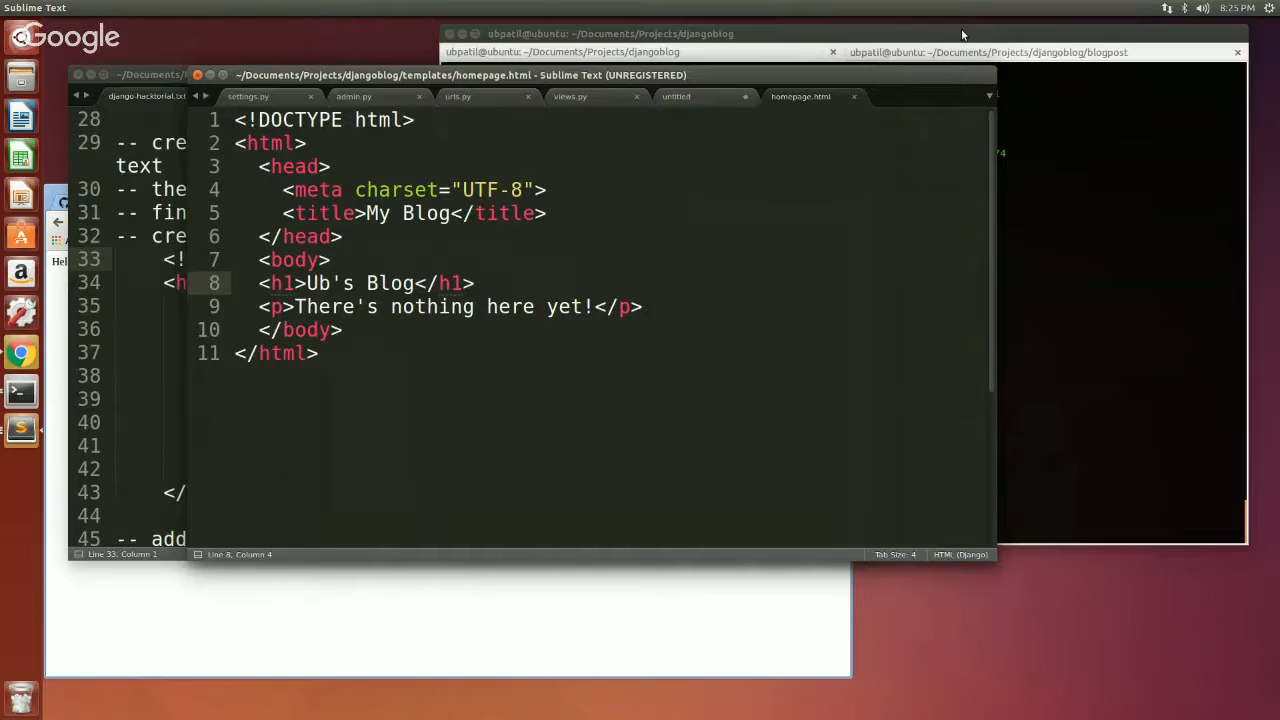 Sublime Text
8:25 PM
Google
ubpatil@ubuntu: ~/Documents/Projects/djangoblog
ubpatil@ubuntu: ~/Documents/Projects/djangoblog
ubpatil@ubuntu: ~/Documents/Projects/djangoblog/blogpost
~/Documents/
~/Documents/Projects/djangoblog/templates/homepage.html - Sublime Text (UNREGISTERED)
django-hacktorial.txt
settings.py
admin.py
urls.py
views.py
untitled
homepage.html
28
29 -- cre
text
30 -- the
31 -- fin
32 -- cre
33 <!
34 <h
35
36
37
38
39
40
41
42
43 </
44
45 -- add
1 <!DOCTYPE html>
2 <html>
3 <head>
4 <meta charset="UTF-8">
5 <title>My Blog</title>
6 </head>
7 <body>
8 <h1>Ub's Blog</h1>
9 <p>There's nothing here yet!</p>
10 </body>
11 </html>
74
Hel
Line 33, Column 1
Line 8, Column 4
Tab Size: 4
HTML (Django)